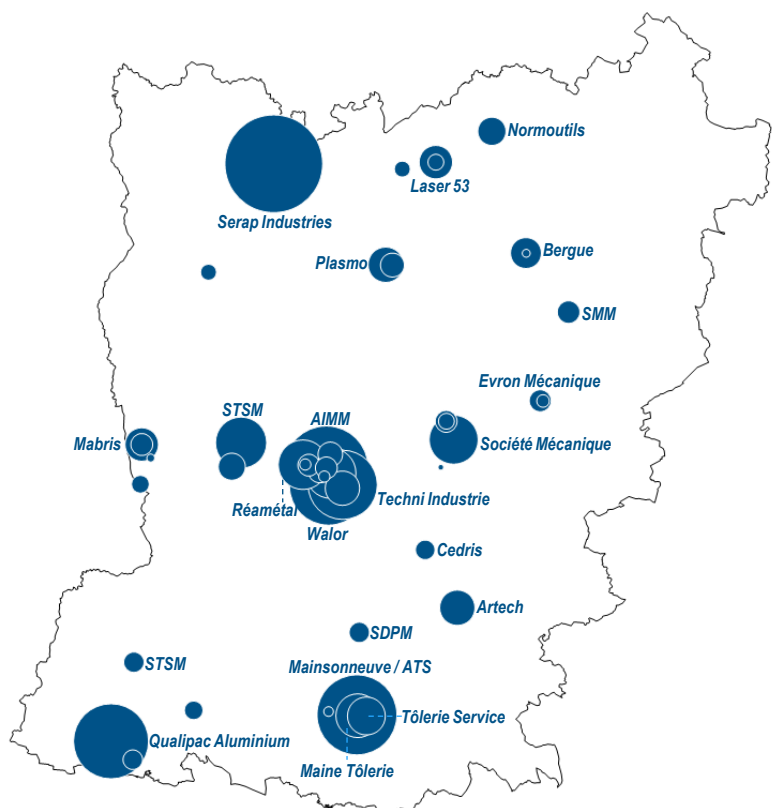 Normoutils
Laser 53
Serap Industries
Bergue
Plasmo
SMM
Evron Mécanique
STSM
AIMM
Mabris
Société Mécanique
Réamétal
Techni Industrie
Walor
Cedris
Artech
SDPM
STSM
Mainsonneuve / ATS
Tôlerie Service
Qualipac Aluminium
Maine Tôlerie